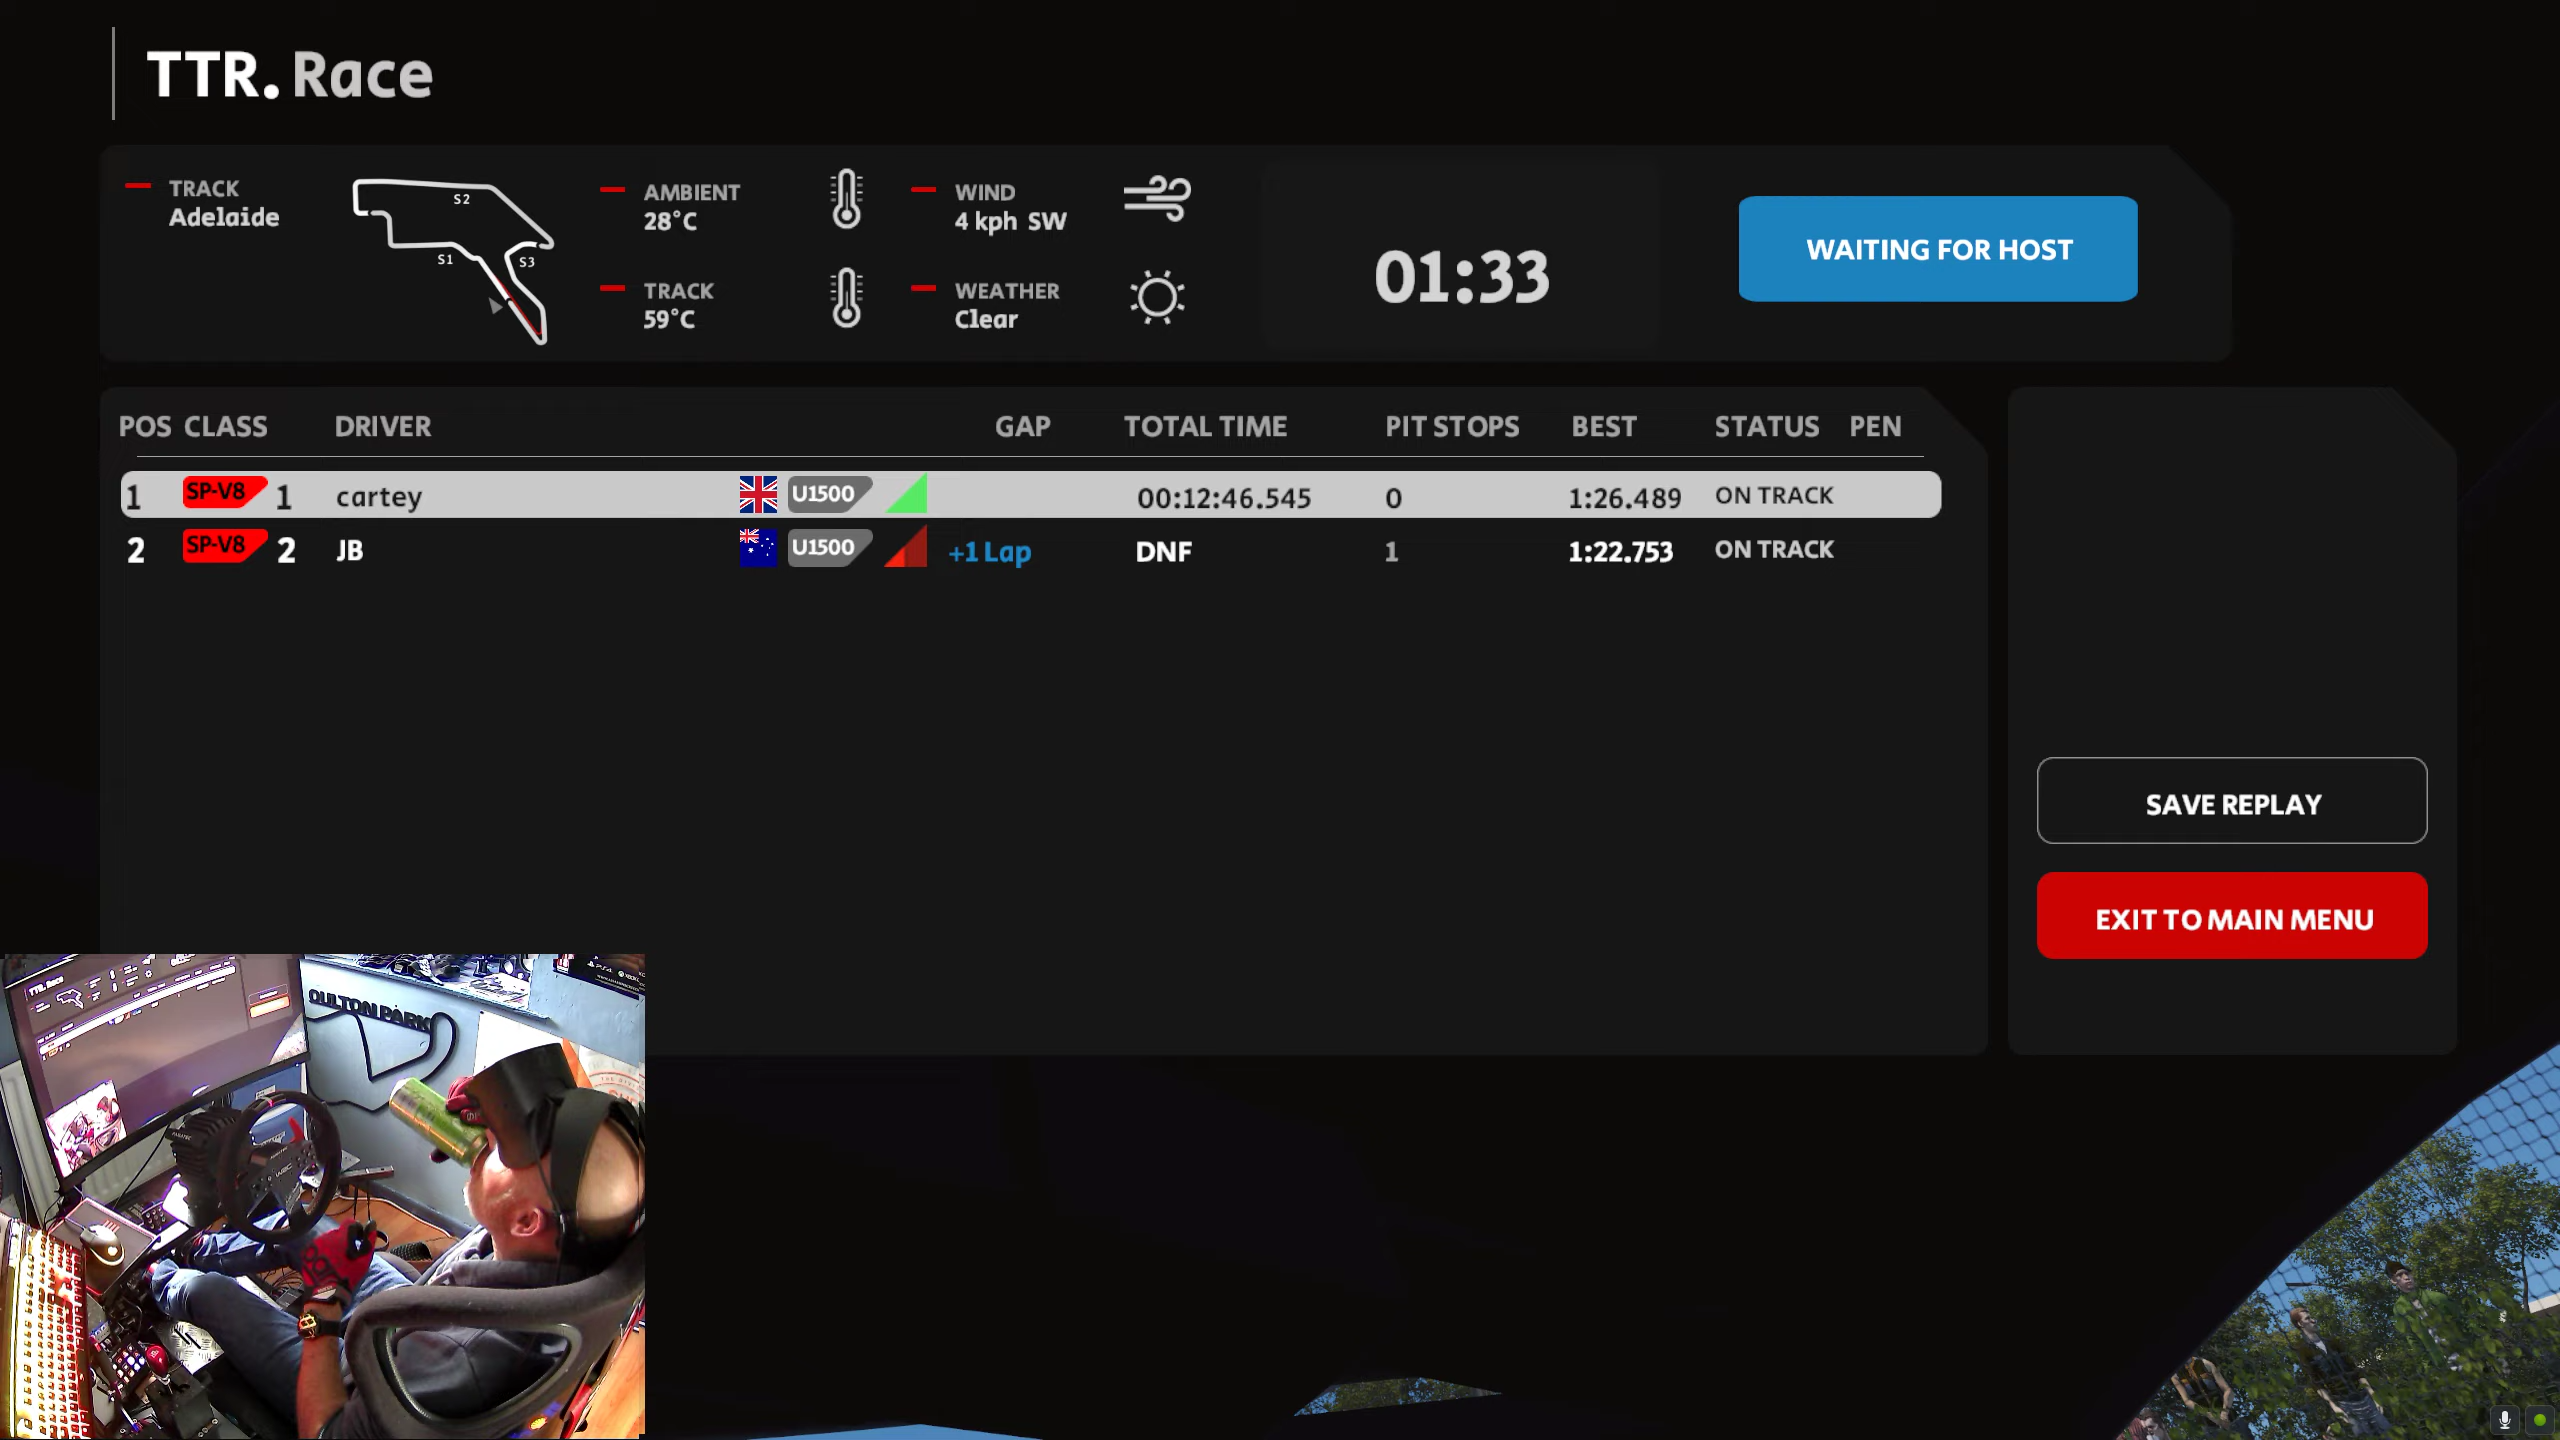 TTR. Race
TRACK
Adelaide
S2
S1
S3
AMBIENT
28°C
TRACK
59°C
WIND
4 kph SW
WEATHER
Clear
01:33
WAITING FOR HOST
POS CLASS DRIVER GAP TOTAL TIME PIT STOPS BEST STATUS PEN
1 SP-V8 1 cartey U1500 00:12:46.545 0 1:26.489 ON TRACK
2 SP-V8 2 JB U1500 +1 Lap DNF 1 1:22.753 ON TRACK
SAVE REPLAY
EXIT TO MAIN MENU
TTR. Race
OULTON PARK